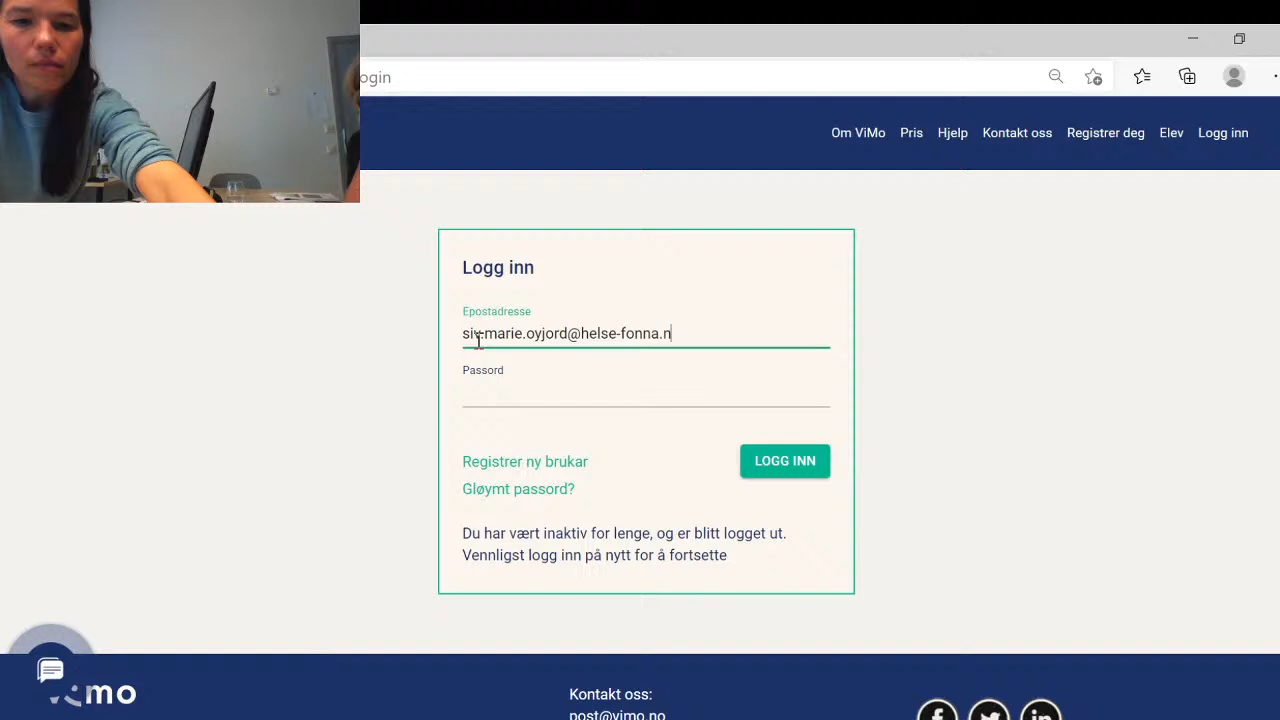 ogin
Om ViMo Pris Hjelp Kontakt oss Registrer deg Elev Logg inn
Logg inn
Epostadresse
siv-marie.oyjord@helse-fonna.n
Passord
Registrer ny brukar
LOGG INN
Gløymt passord?
Du har vært inaktiv for lenge, og er blitt logget ut.
Vennligst logg inn på nytt for å fortsette
Kontakt oss:
mo
post@vimo.no